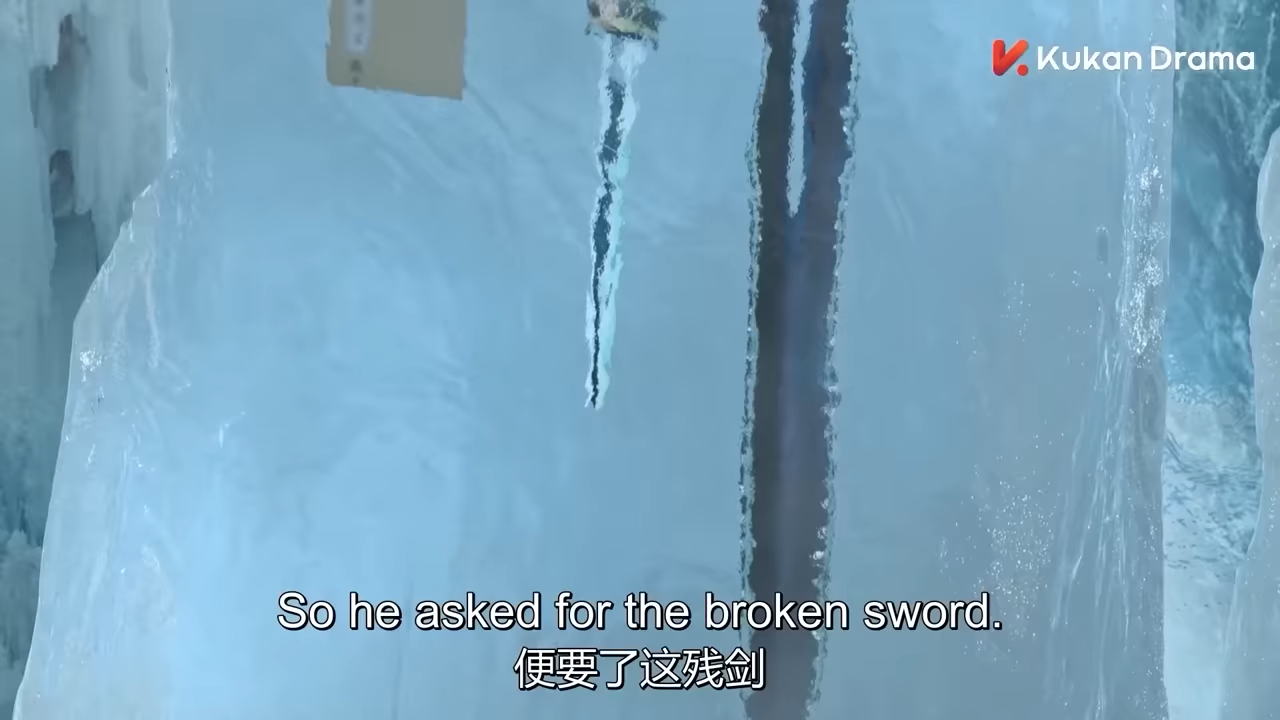 Kukan Drama
So he asked for the broken sword.
便要了这残剑